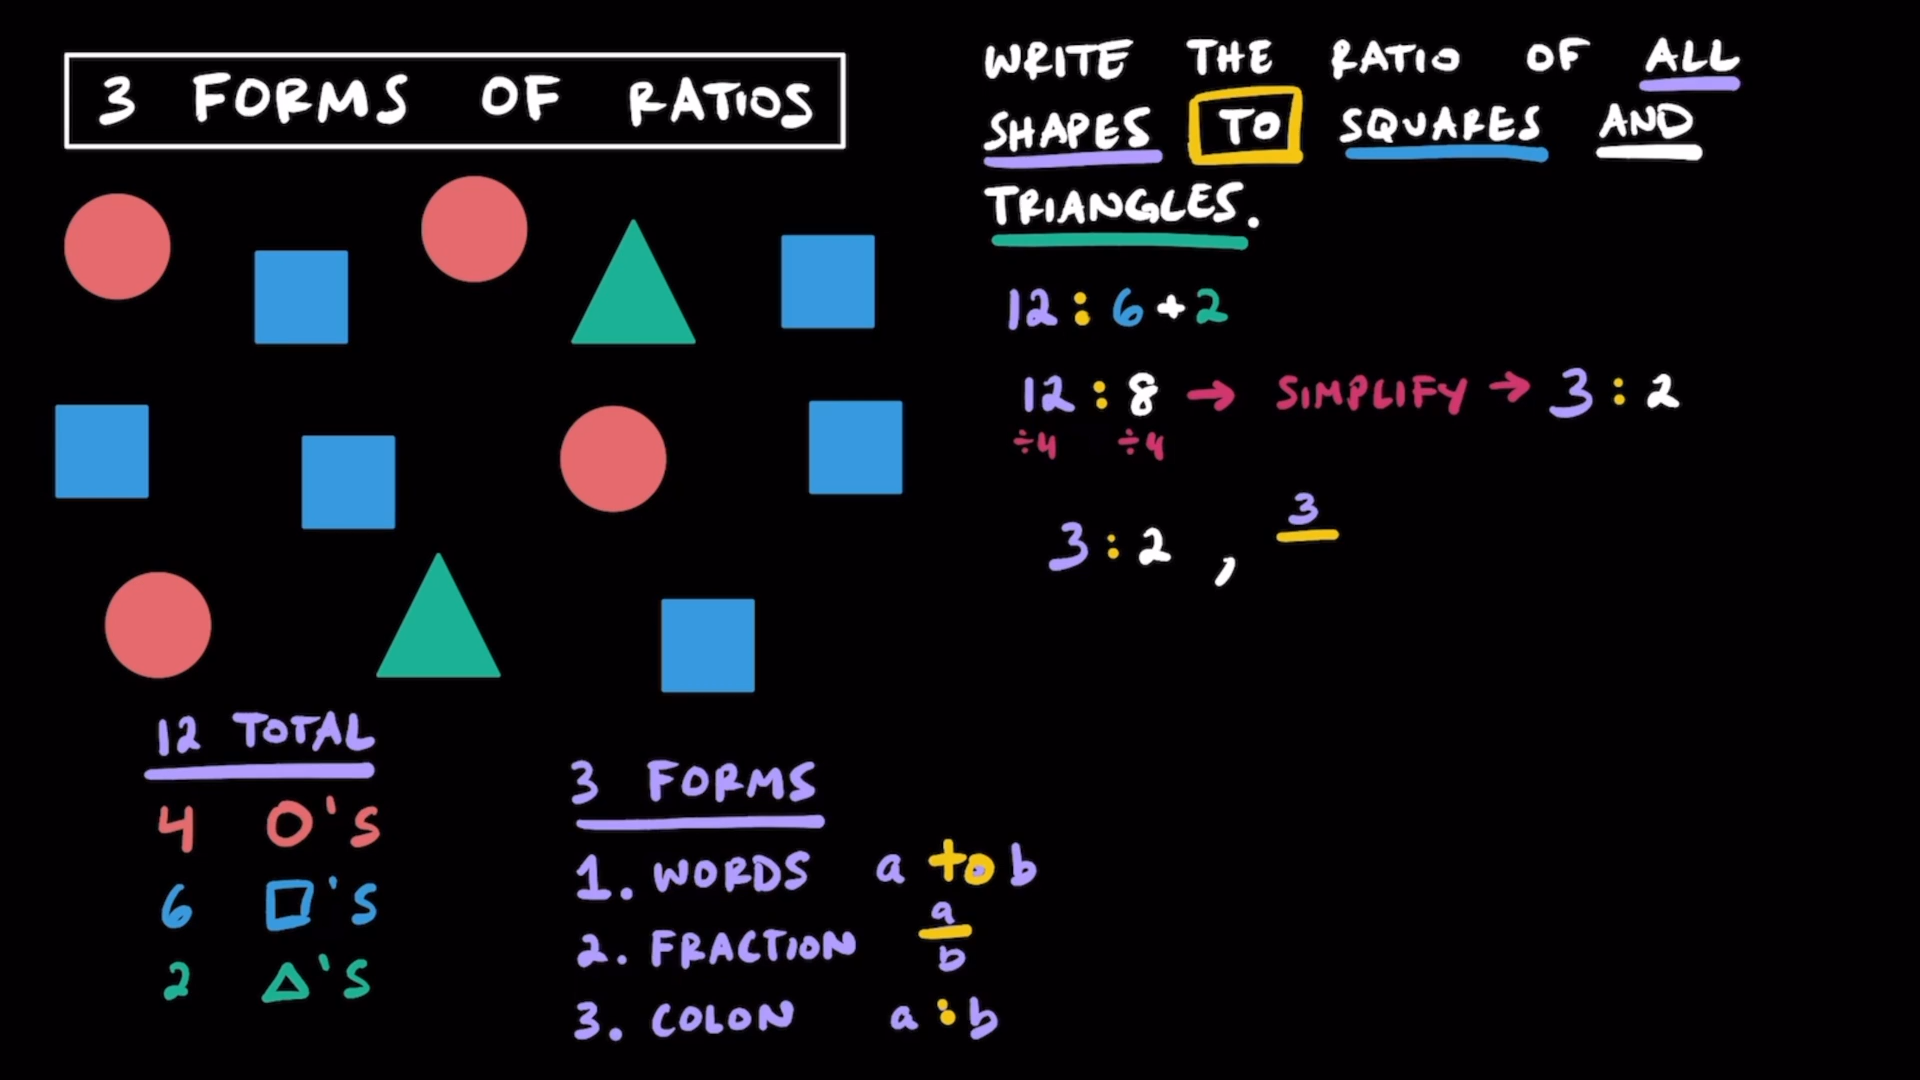 3 FORMS OF RATIOS
WRITE THE RATIO OF ALL
SHAPES TO SQUARES AND
TRIANGLES.
12 : 6 + 2
12 : 8 → SIMPLIFY → 3 : 2
÷4 ÷4
3 : 2 , 3
12 TOTAL
4 O'S
6 □'S
2 △'S
3 FORMS
1. WORDS a to b
2. FRACTION a/b
3. COLON a : b